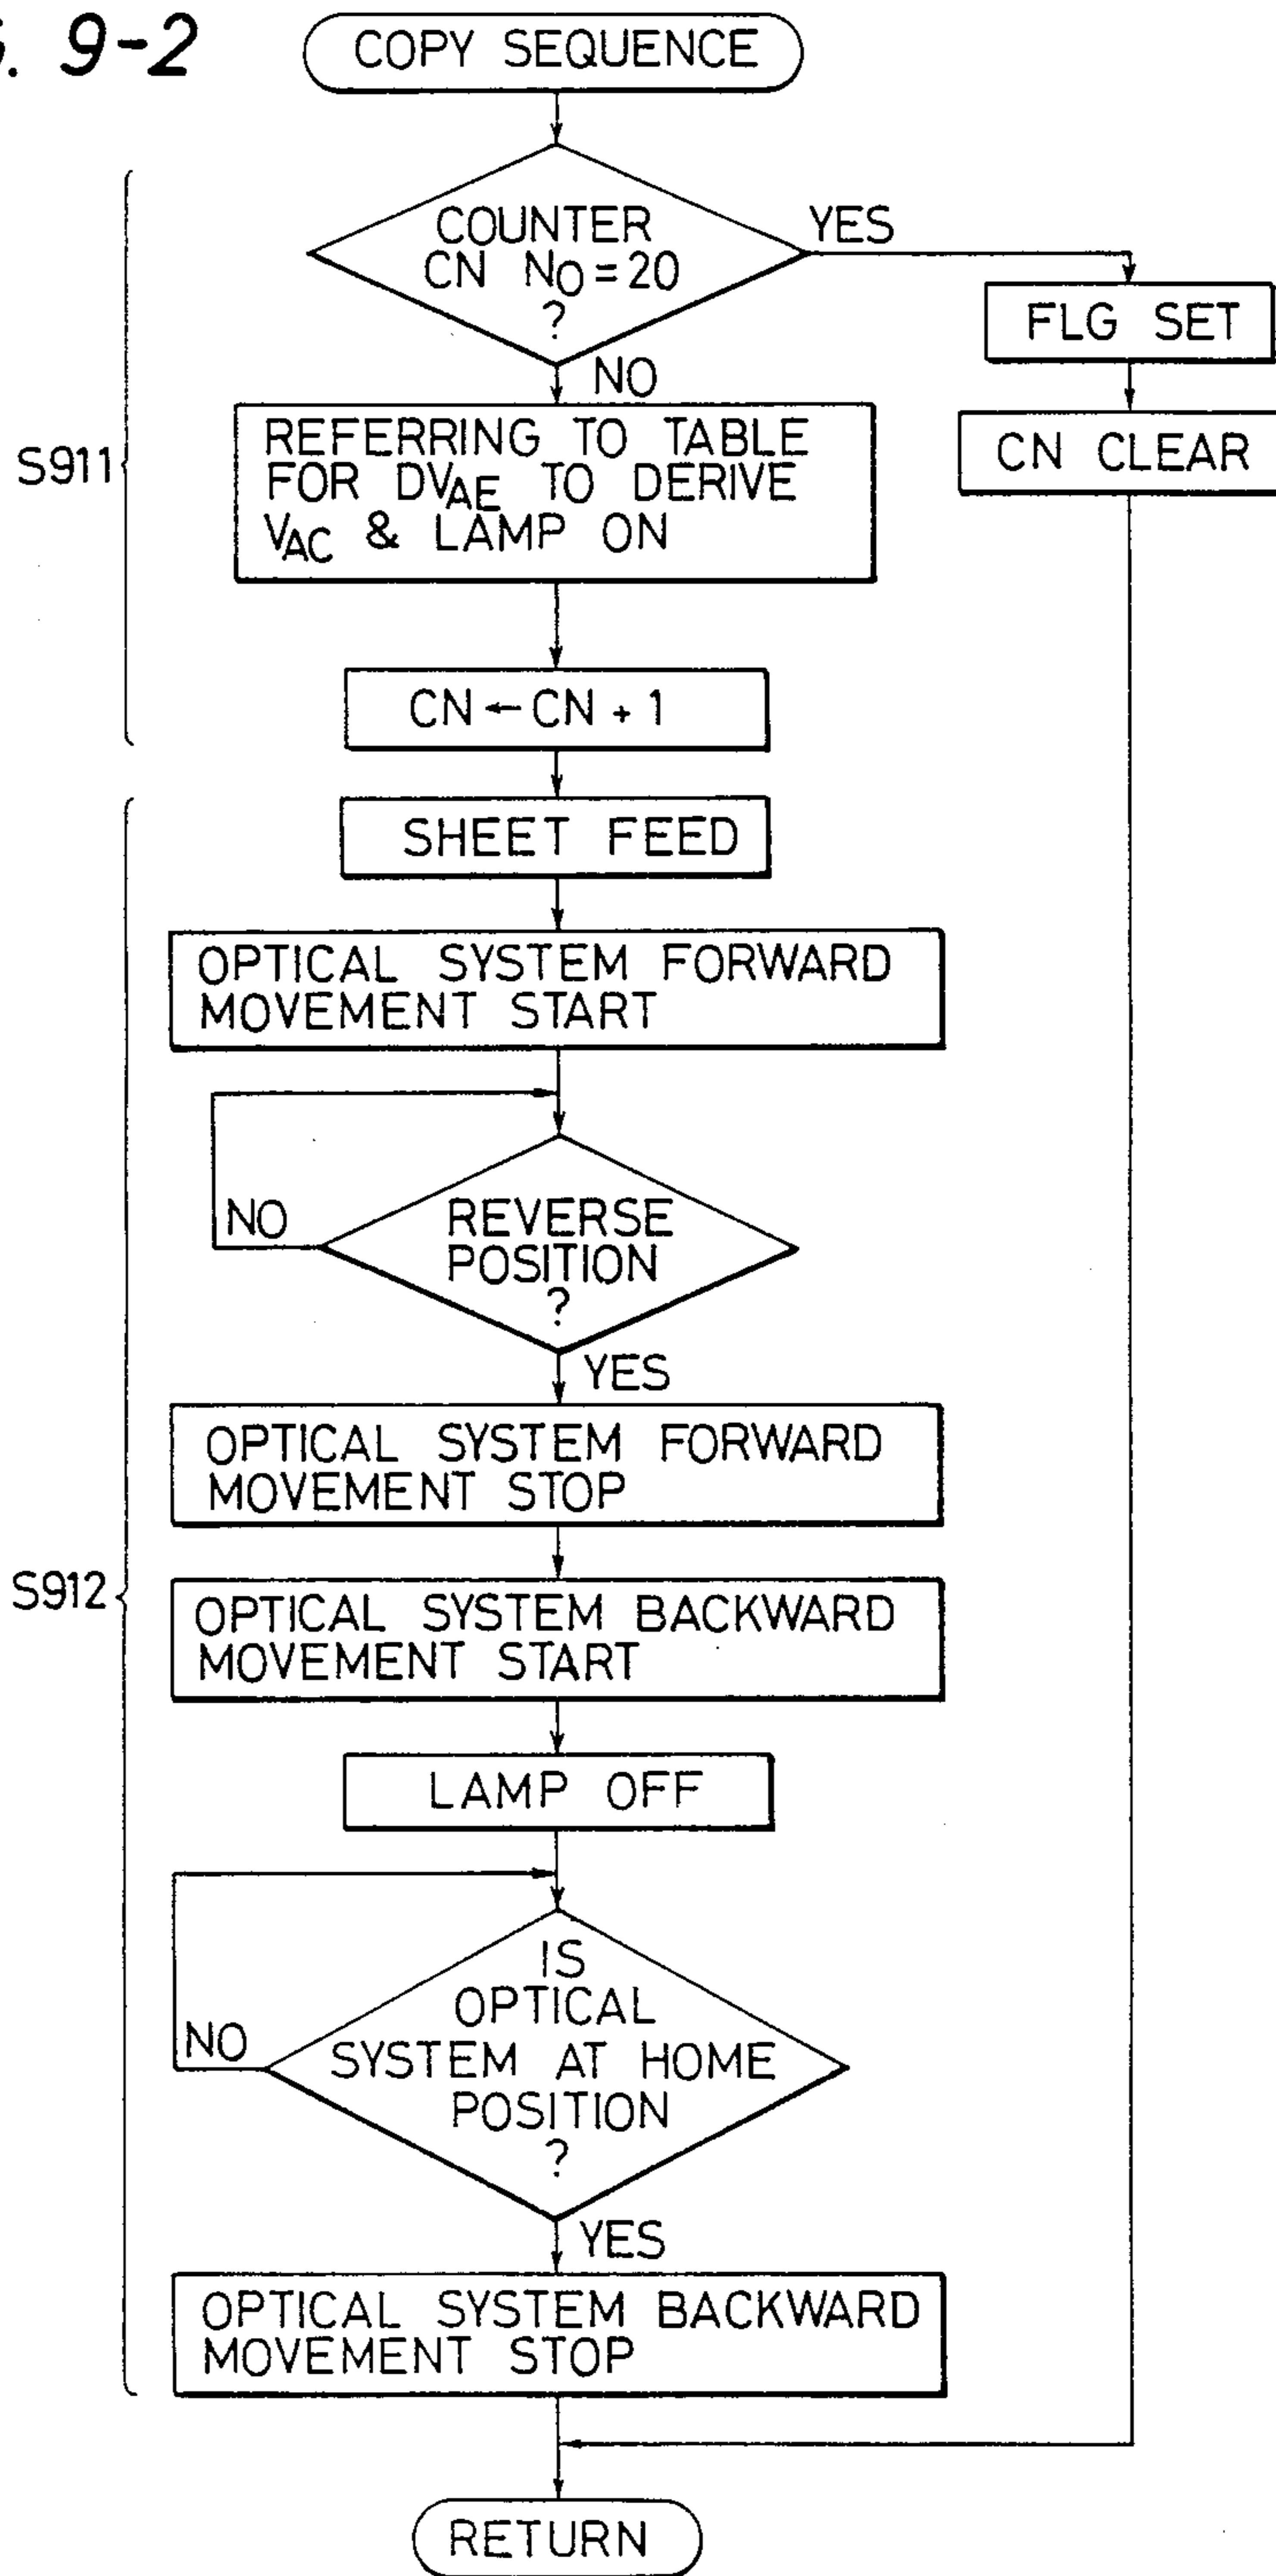 G. 9-2
COPY SEQUENCE
COUNTER
CN NO = 20
?
YES
FLG SET
CN CLEAR
NO
REFERRING TO TABLE
FOR DVAE TO DERIVE
VAC & LAMP ON
S911
CN ← CN + 1
SHEET FEED
OPTICAL SYSTEM FORWARD
MOVEMENT START
NO
REVERSE
POSITION
?
YES
OPTICAL SYSTEM FORWARD
MOVEMENT STOP
S912
OPTICAL SYSTEM BACKWARD
MOVEMENT START
LAMP OFF
NO
IS
OPTICAL
SYSTEM AT HOME
POSITION
?
YES
OPTICAL SYSTEM BACKWARD
MOVEMENT STOP
RETURN